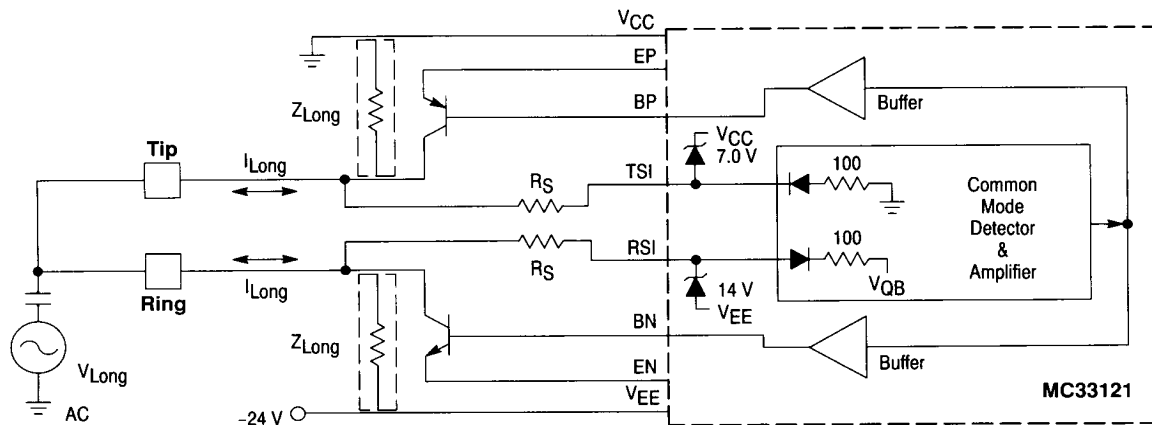 VCC
EP
BP
Buffer
ZLong
VCC
7.0 V
Tip
ILong
TSI
RS
100
Common
Mode
Detector
&
Amplifier
RSI
RS
100
VQB
ILong
Ring
14 V
VEE
BN
ZLong
Buffer
VLong
EN
VEE
MC33121
AC
–24 V